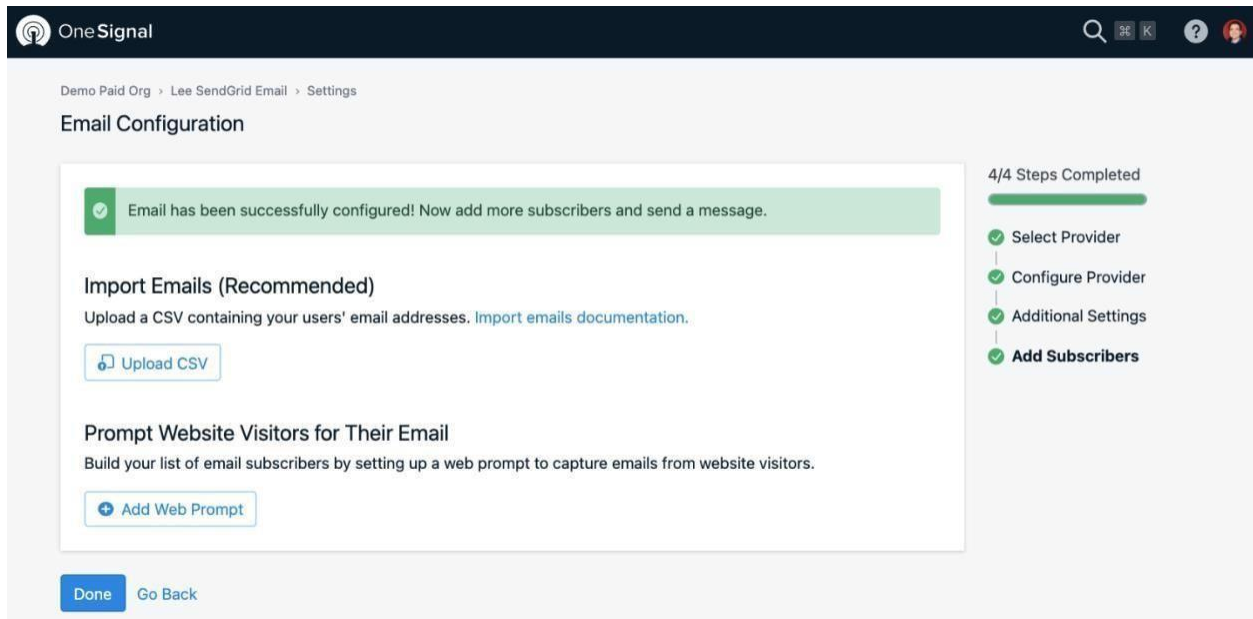 OneSignal
⌘ K
?
Demo Paid Org › Lee SendGrid Email › Settings
Email Configuration
Email has been successfully configured! Now add more subscribers and send a message.
Import Emails (Recommended)
Upload a CSV containing your users' email addresses. Import emails documentation.
Upload CSV
Prompt Website Visitors for Their Email
Build your list of email subscribers by setting up a web prompt to capture emails from website visitors.
Add Web Prompt
Done Go Back
4/4 Steps Completed
Select Provider
Configure Provider
Additional Settings
Add Subscribers